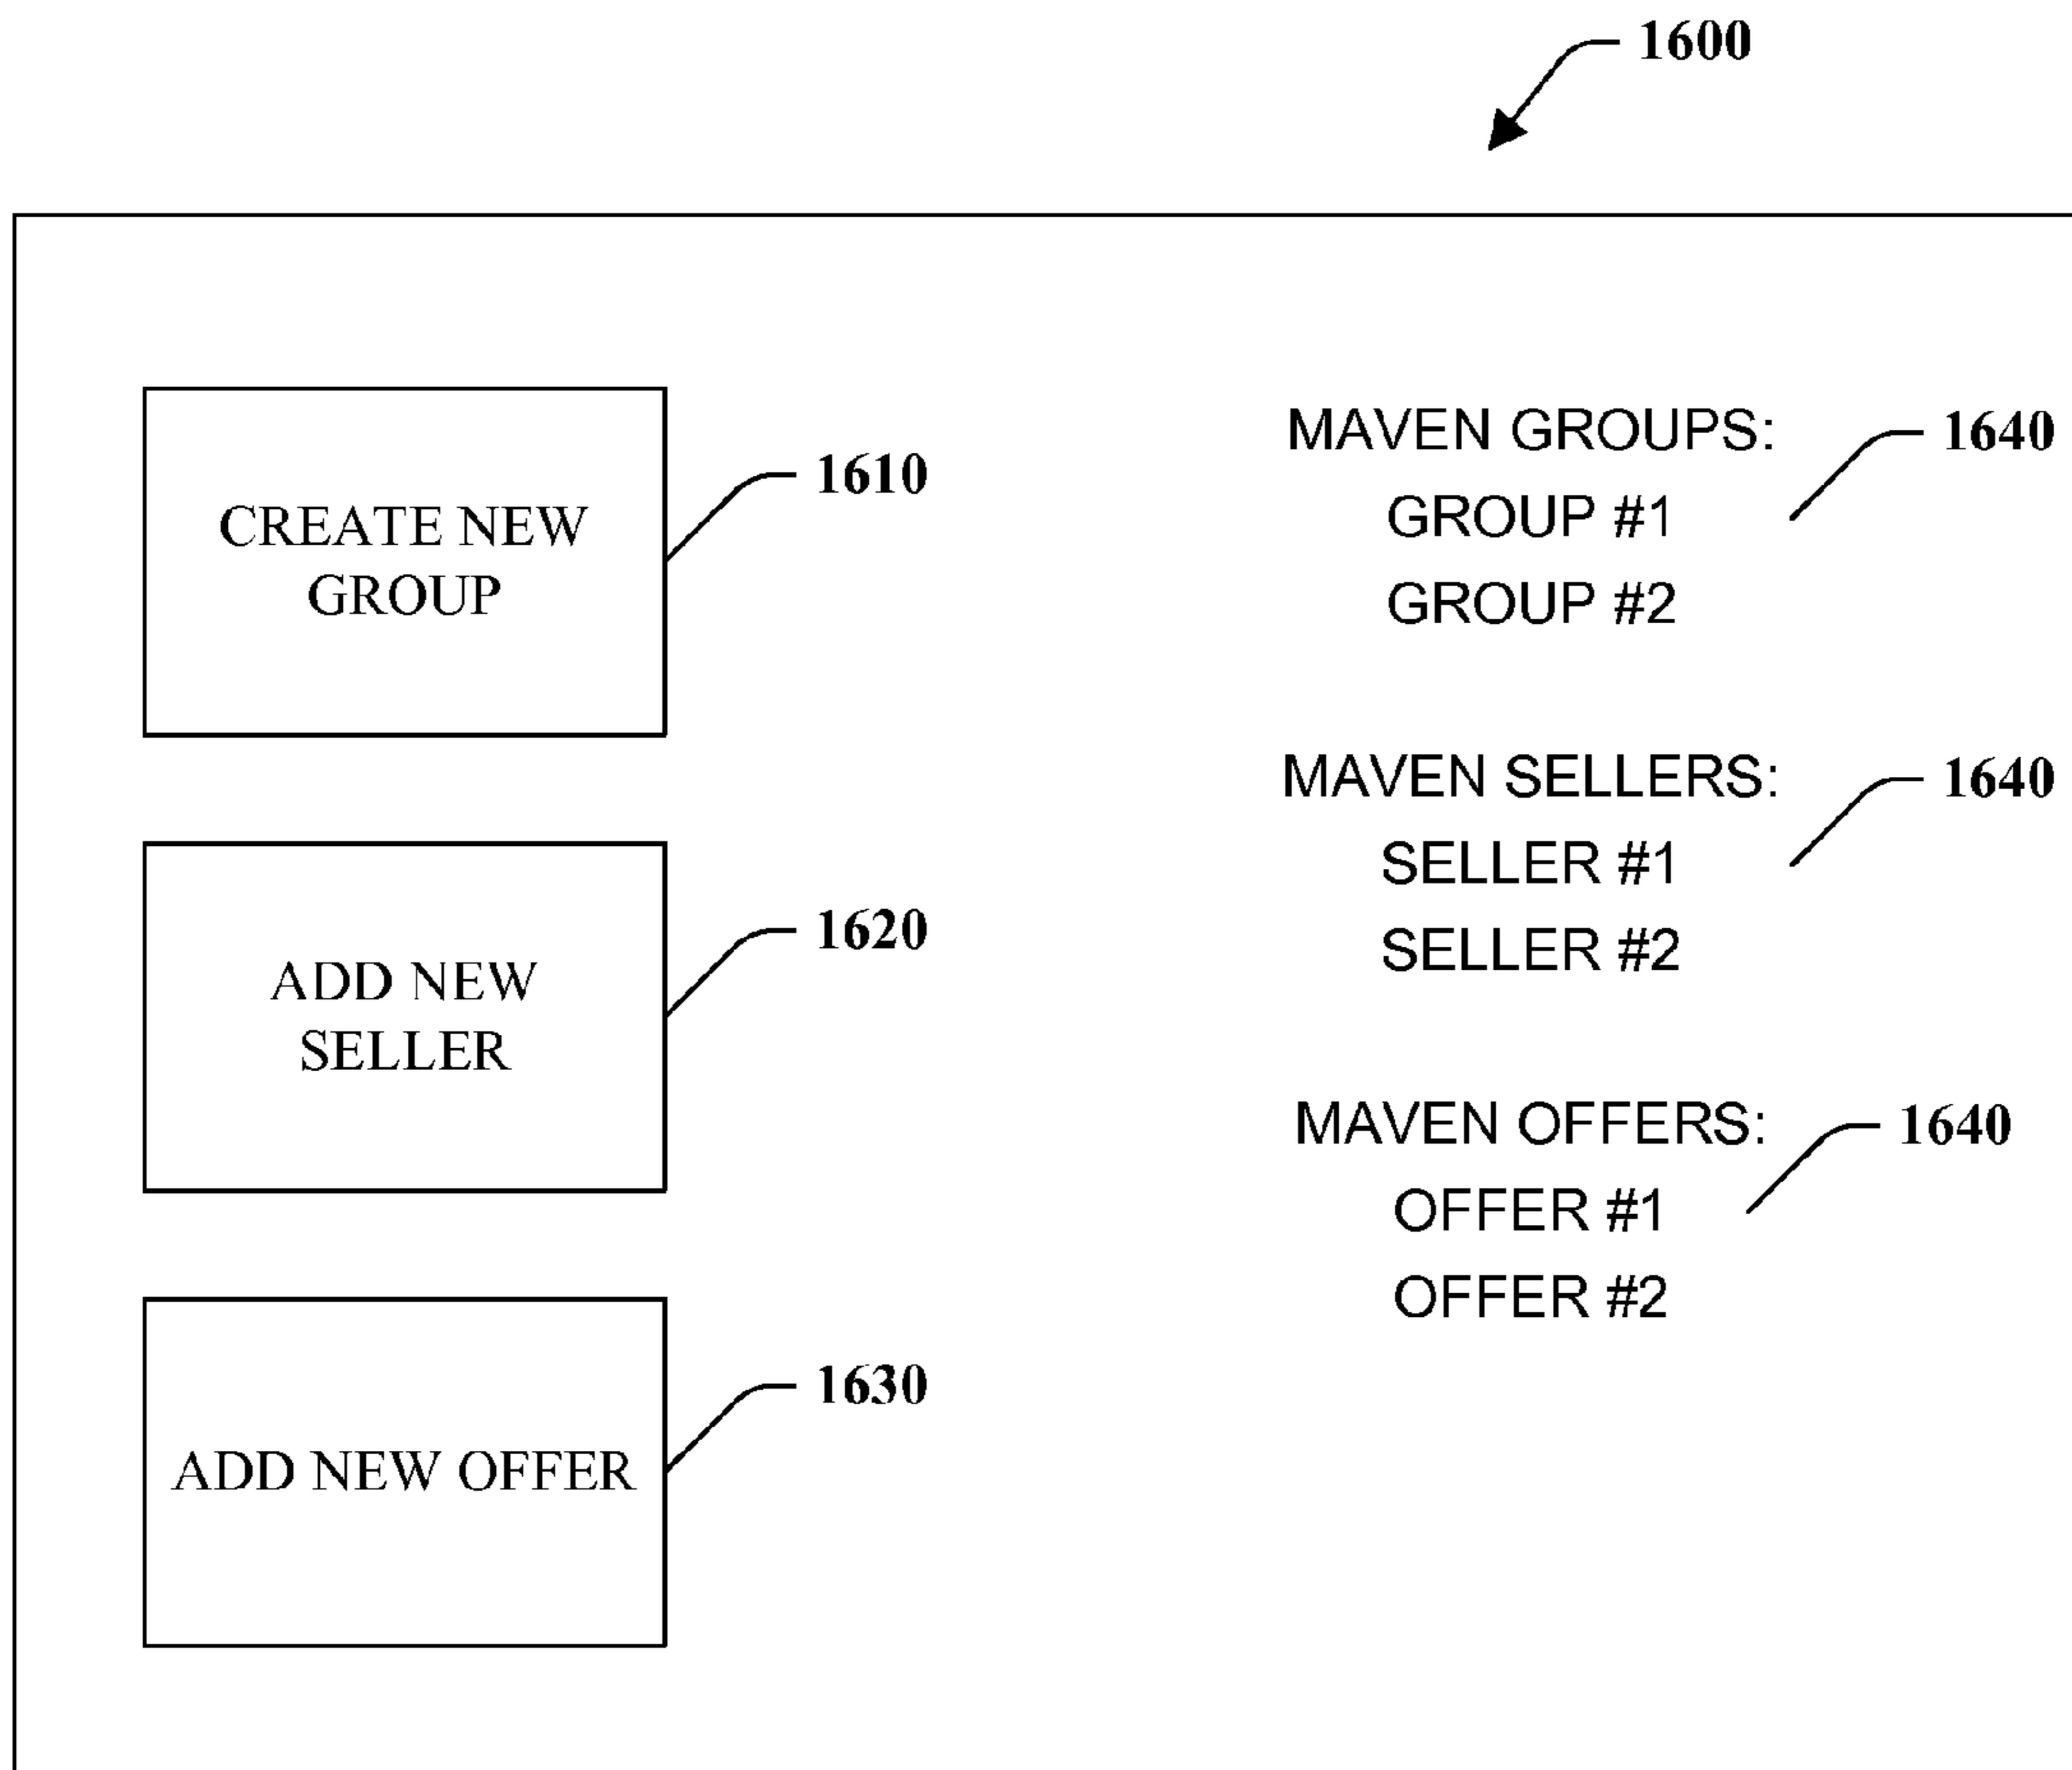 1600
CREATE NEW
GROUP
1610
ADD NEW
SELLER
1620
ADD NEW OFFER
1630
MAVEN GROUPS:
1640
GROUP #1
GROUP #2
MAVEN SELLERS:
1640
SELLER #1
SELLER #2
MAVEN OFFERS:
1640
OFFER #1
OFFER #2